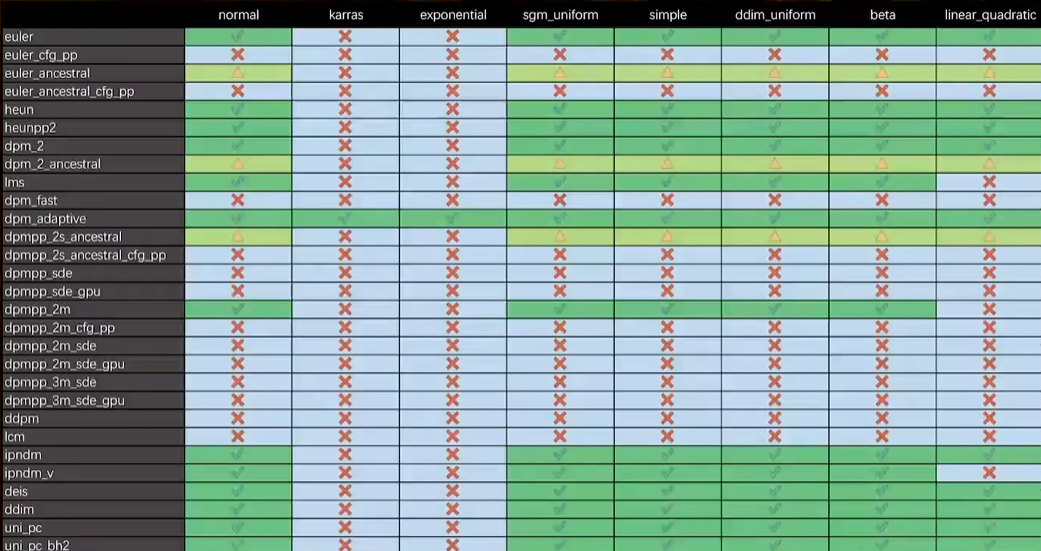 normal karras exponential sgm_uniform simple ddim_uniform beta linear_quadratic
euler
euler_cfg_pp
euler_ancestral
euler_ancestral_cfg_pp
heun
heunpp2
dpm_2
dpm_2_ancestral
lms
dpm_fast
dpm_adaptive
dpmpp_2s_ancestral
dpmpp_2s_ancestral_cfg_pp
dpmpp_sde
dpmpp_sde_gpu
dpmpp_2m
dpmpp_2m_cfg_pp
dpmpp_2m_sde
dpmpp_2m_sde_gpu
dpmpp_3m_sde
dpmpp_3m_sde_gpu
ddpm
lcm
ipndm
ipndm_v
deis
ddim
uni_pc
uni_pc_bh2